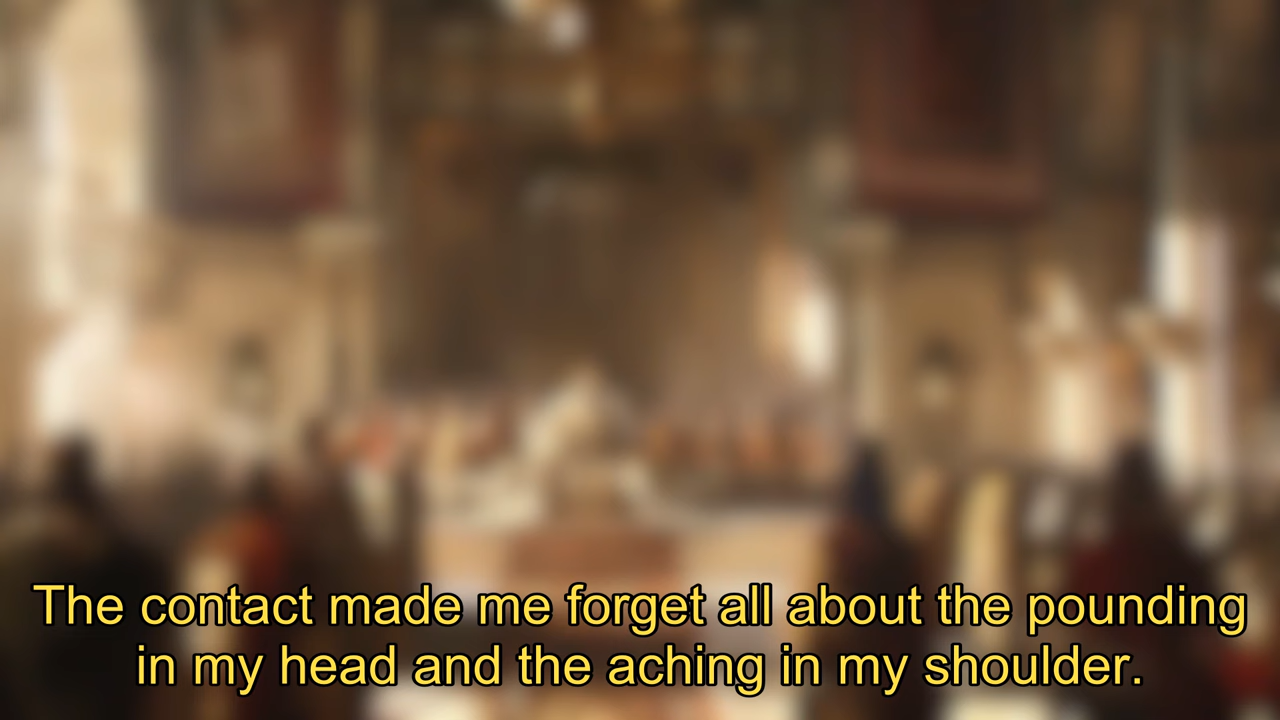 The contact made me forget all about the pounding
in my head and the aching in my shoulder.